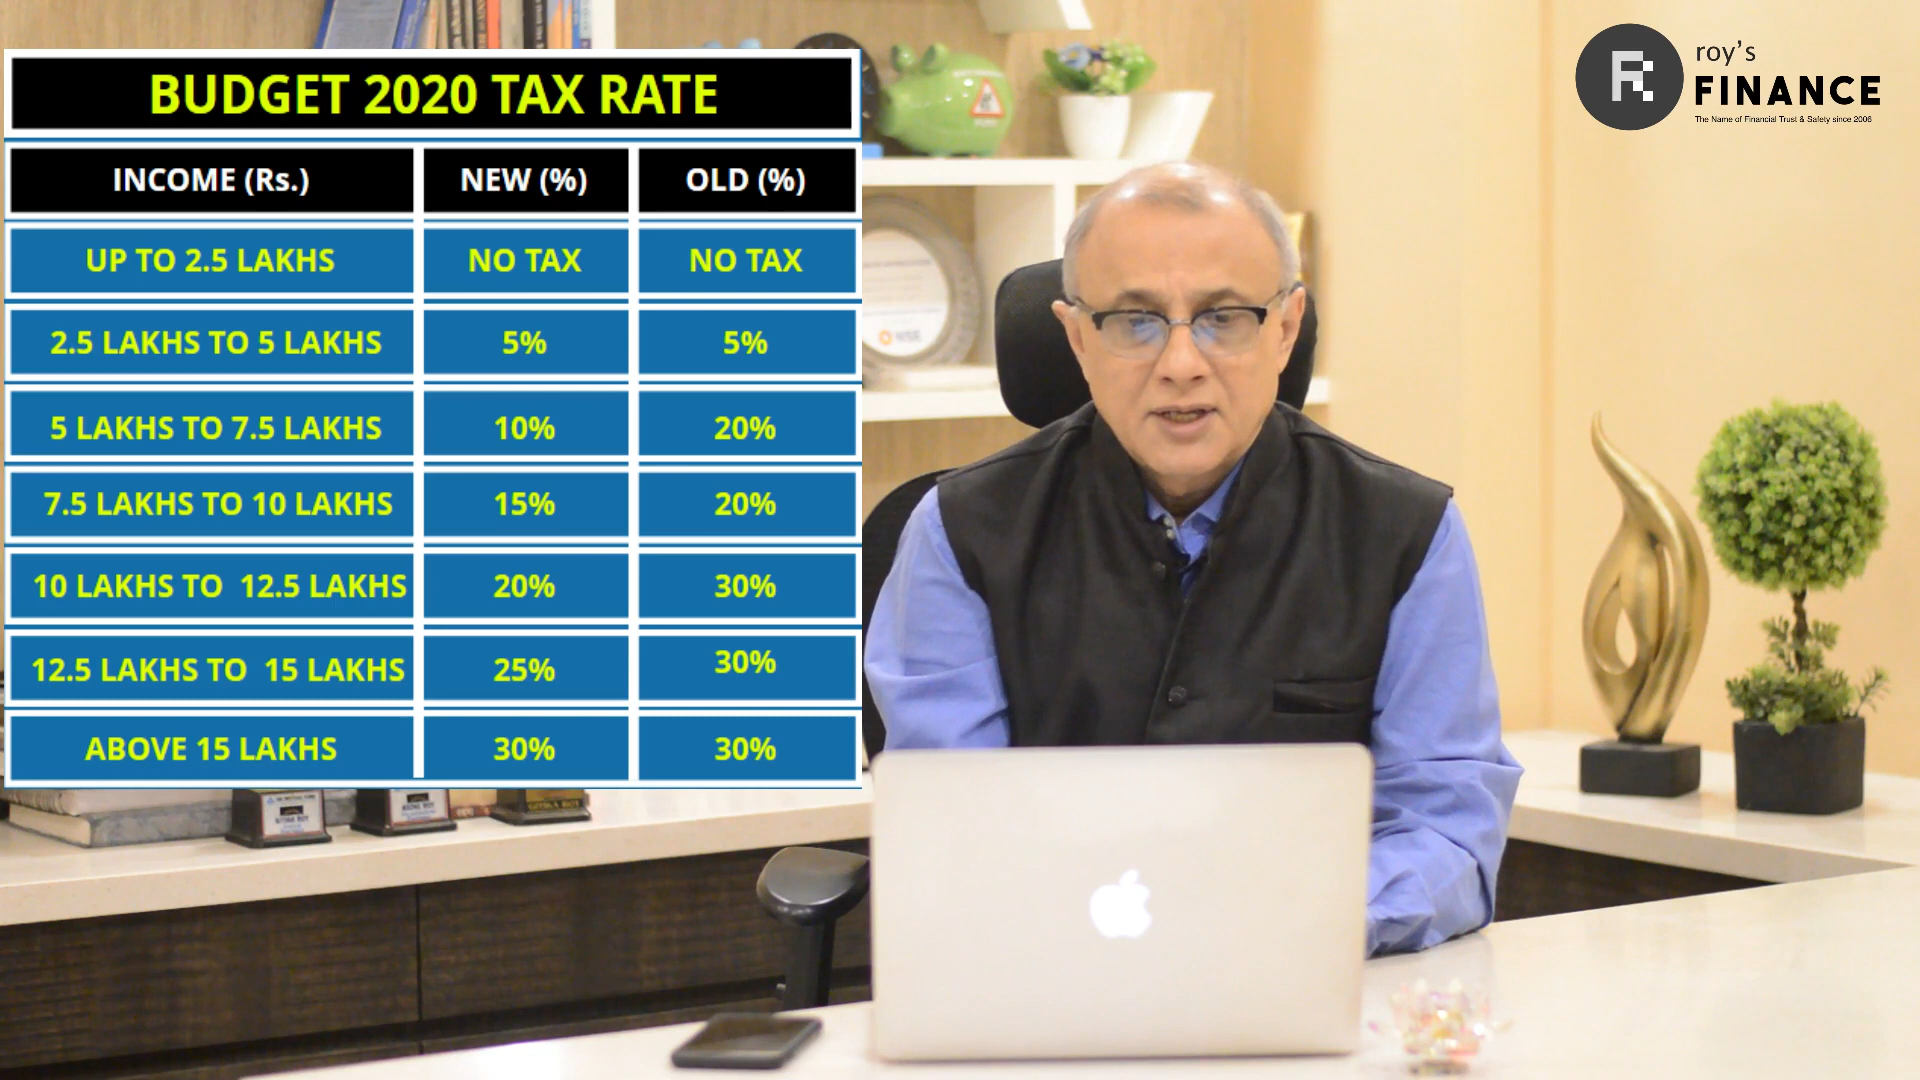 BUDGET 2020 TAX RATE
INCOME (Rs.) NEW (%) OLD (%)
UP TO 2.5 LAKHS NO TAX NO TAX
2.5 LAKHS TO 5 LAKHS 5% 5%
5 LAKHS TO 7.5 LAKHS 10% 20%
7.5 LAKHS TO 10 LAKHS 15% 20%
10 LAKHS TO 12.5 LAKHS 20% 30%
12.5 LAKHS TO 15 LAKHS 25% 30%
ABOVE 15 LAKHS 30% 30%
roy's
FINANCE
The Name of Financial Trust & Safety since 2006
NSE